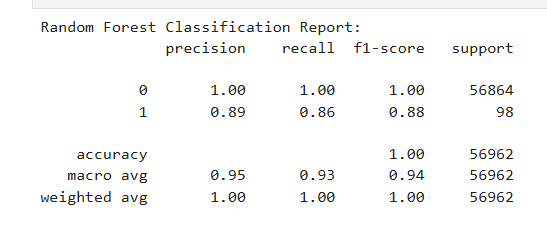 Random Forest Classification Report:
precision recall f1-score support
0 1.00 1.00 1.00 56864
1 0.89 0.86 0.88 98
accuracy 1.00 56962
macro avg 0.95 0.93 0.94 56962
weighted avg 1.00 1.00 1.00 56962